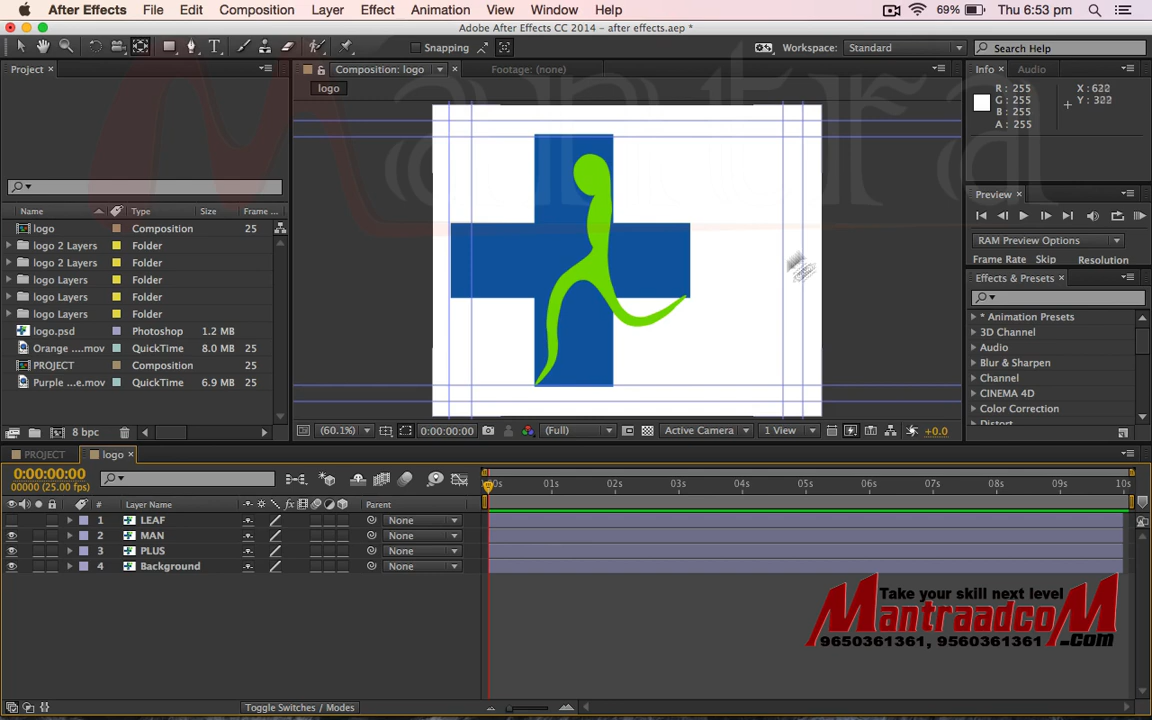 After Effects File Edit Composition Layer Effect Animation View Window Help 69% Thu 6:53 pm
Adobe After Effects CC 2014 – after effects.aep *
Snapping Workspace: Standard Search Help
Project Composition: logo Footage: (none) Info Audio
logo
R : 255 X : 622
G : 255 Y : 322
B : 255
A : 255
Name Type Size Frame ...
logo Composition 25
logo 2 Layers Folder
logo 2 Layers Folder
logo Layers Folder
logo Layers Folder
logo Layers Folder
logo.psd Photoshop 1.2 MB
Orange ....mov QuickTime 8.0 MB 25
PROJECT Composition 25
Purple ...e.mov QuickTime 6.9 MB 25
Preview
RAM Preview Options
Frame Rate Skip Resolution
Effects & Presets
* Animation Presets
3D Channel
Audio
Blur & Sharpen
Channel
CINEMA 4D
Color Correction
Distort
8 bpc (60.1%) 0:00:00:00 (Full) Active Camera 1 View +0.0
PROJECT logo
0:00:00:00
00000 (25.00 fps)
# Layer Name Parent
:00s 01s 02s 03s 04s 05s 06s 07s 08s 09s 10s
1 LEAF None
2 MAN None
3 PLUS None
4 Background None
Take your skill next level
MantraadcoM
9650361361, 9560361361 .com
Toggle Switches / Modes